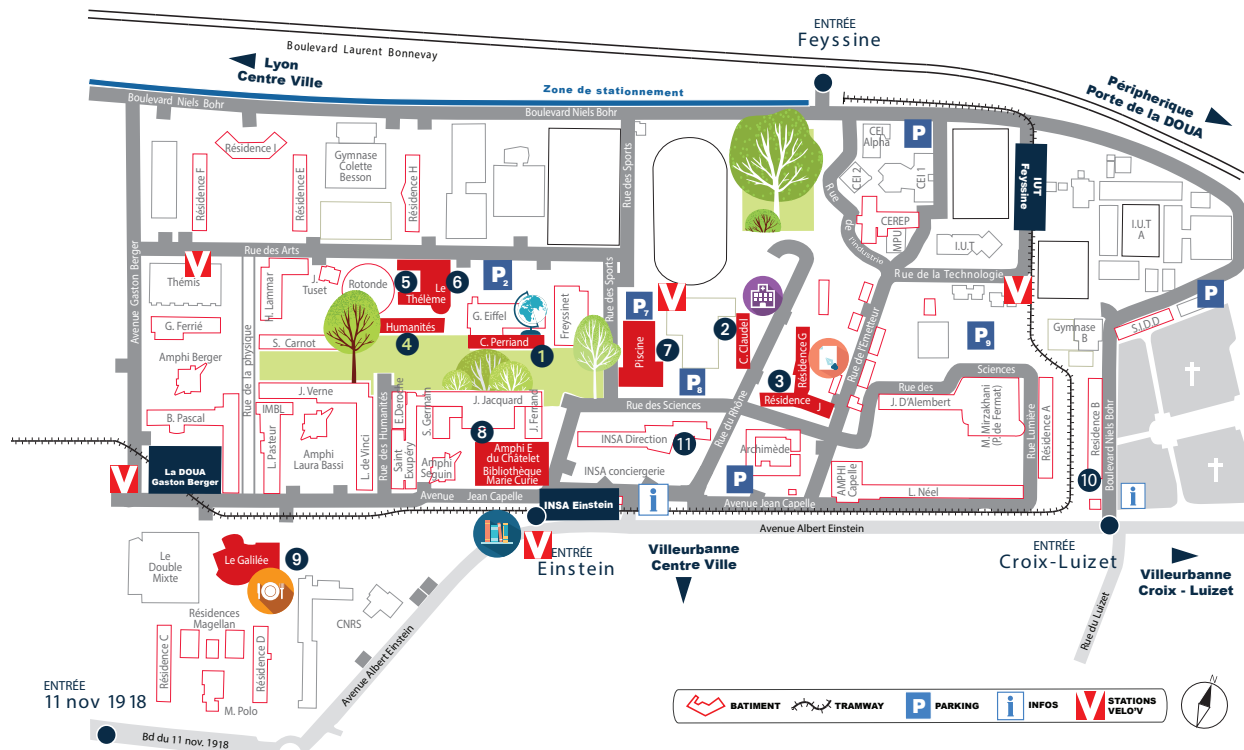 ENTRÉE
Feyssine
Boulevard Laurent Bonnevay
Lyon
Centre Ville
Zone de stationnement
Péripherique
Porte de la DOUA
Boulevard Niels Bohr
Boulevard Niels Bohr
Résidence I
Résidence F
Résidence E
Gymnase
Colette
Besson
Résidence H
Rue des Sports
CEI
Alpha
P
CEI 2
CEI 1
IUT
Feyssine
Rue
de l'industrie
CEREP
MPU
I.U.T
I.U.T
A
Avenue Gaston Berger
Rue des Arts
Rue de la Technologie
Thémis
V
H. Lammar
J.
Tuset
Rotonde
5
Le
Thélème
6
P2
G. Eiffel
Freyssinet
Rue des Sports
V
P7
V
P
G. Ferrié
S. Carnot
Humanités
4
C. Perriand
1
Piscine
7
2
C. Claudel
Résidence G
Rue de l'Emetteur
P9
Gymnase
B
S.I.D.D
Amphi Berger
Rue de la physique
P8
3
Résidence
J
Sciences
Rue des
J. Verne
E.Deroche
S. Germain
J. Jacquard
J. Ferrand
Rue des Sciences
J. D'Alembert
M. Mirzakhani
(P. de Fermat)
Rue Lumière
Résidence A
Résidence B
Boulevard Niels Bohr
B. Pascal
IMBL
L. Pasteur
Amphi
Laura Bassi
L. de Vinci
Rue des Humanités
Saint
Exupéry
8
Amphi
Seguin
Amphi E
du Châtelet
Bibliothèque
Marie Curie
INSA Direction
11
Rue du Rhône
Archimède
INSA conciergerie
P
AMPHI
Capelle
L. Néel
10
La DOUA
Gaston Berger
V
Avenue
Jean Capelle
INSA Einstein
i
Avenue Jean Capelle
i
Avenue Albert Einstein
V
ENTRÉE
Einstein
Villeurbanne
Centre Ville
ENTRÉE
Croix-Luizet
Villeurbanne
Croix - Luizet
Le
Double
Mixte
Le Galilée
9
Résidences
Magellan
CNRS
Avenue Albert Einstein
Rue du Luizet
Résidence C
Résidence D
M. Polo
ENTRÉE
11 nov 1918
Bd du 11 nov. 1918
BATIMENT
TRAMWAY
P
PARKING
i
INFOS
V
STATIONS
VELO'V
N